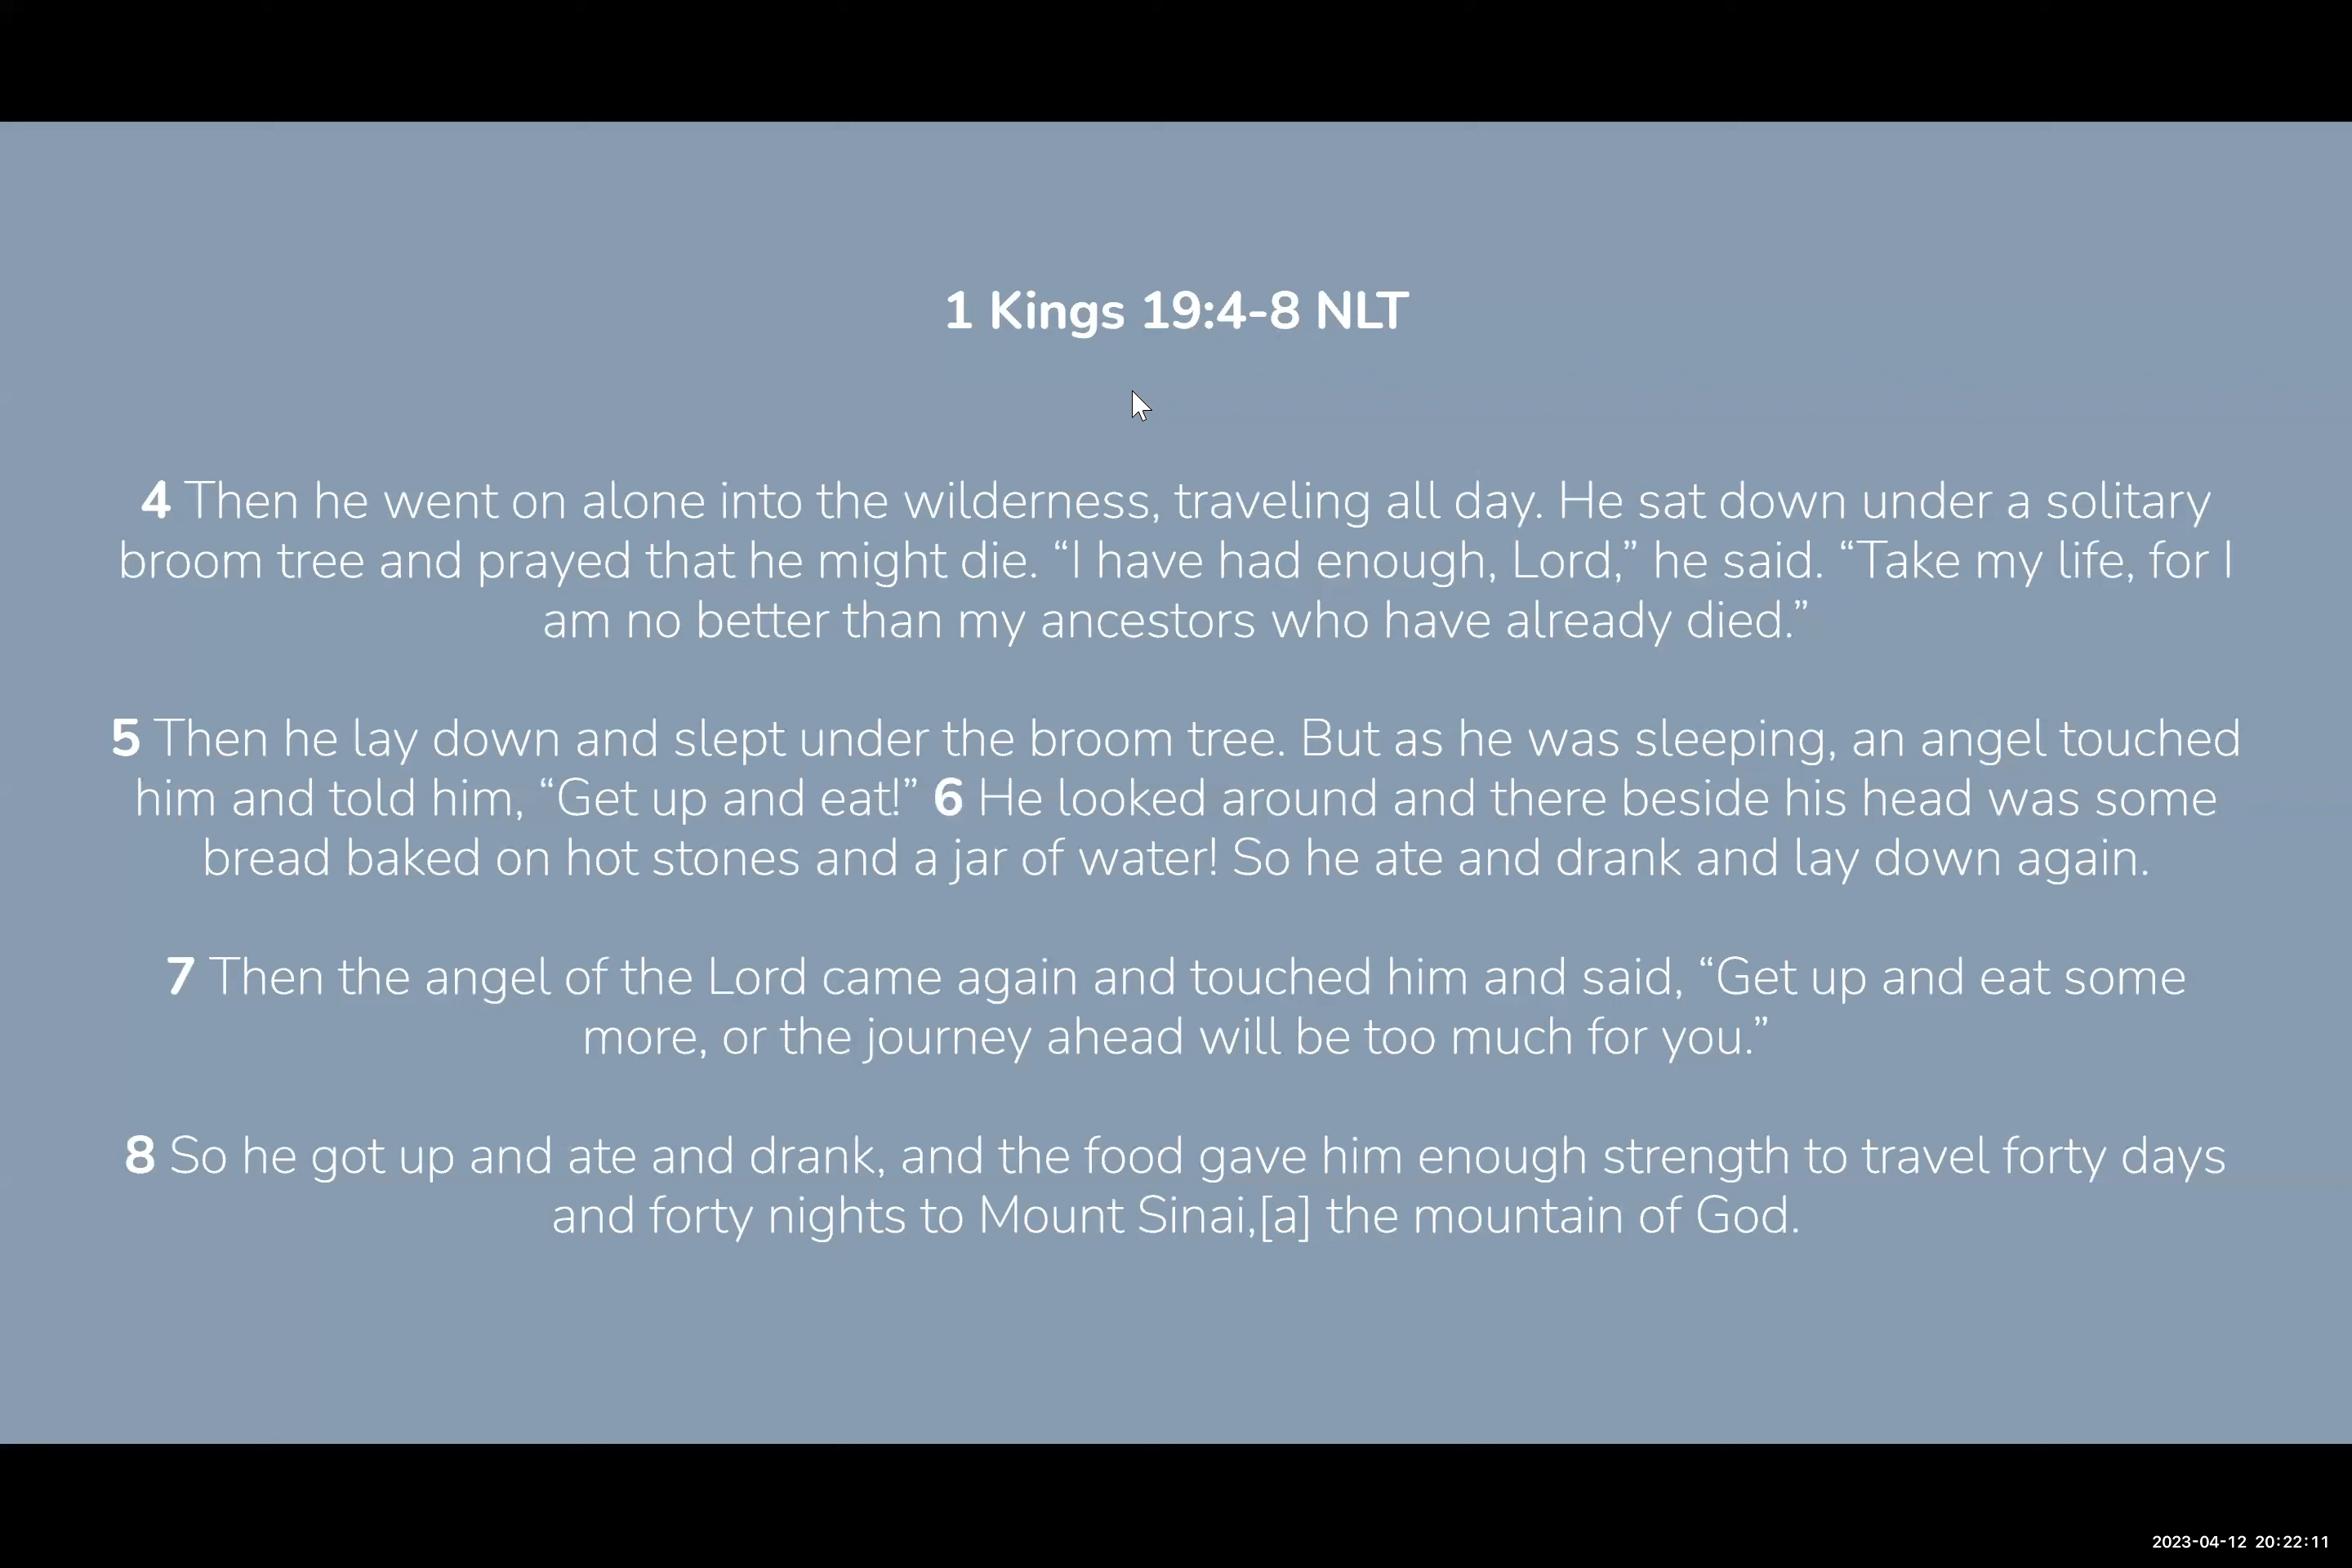 1 Kings 19:4-8 NLT
4 Then he went on alone into the wilderness, traveling all day. He sat down under a solitary
broom tree and prayed that he might die. “I have had enough, Lord,” he said. “Take my life, for I
am no better than my ancestors who have already died.”
5 Then he lay down and slept under the broom tree. But as he was sleeping, an angel touched
him and told him, “Get up and eat!” 6 He looked around and there beside his head was some
bread baked on hot stones and a jar of water! So he ate and drank and lay down again.
7 Then the angel of the Lord came again and touched him and said, “Get up and eat some
more, or the journey ahead will be too much for you.”
8 So he got up and ate and drank, and the food gave him enough strength to travel forty days
and forty nights to Mount Sinai,[a] the mountain of God.
2023-04-12 20:22:11